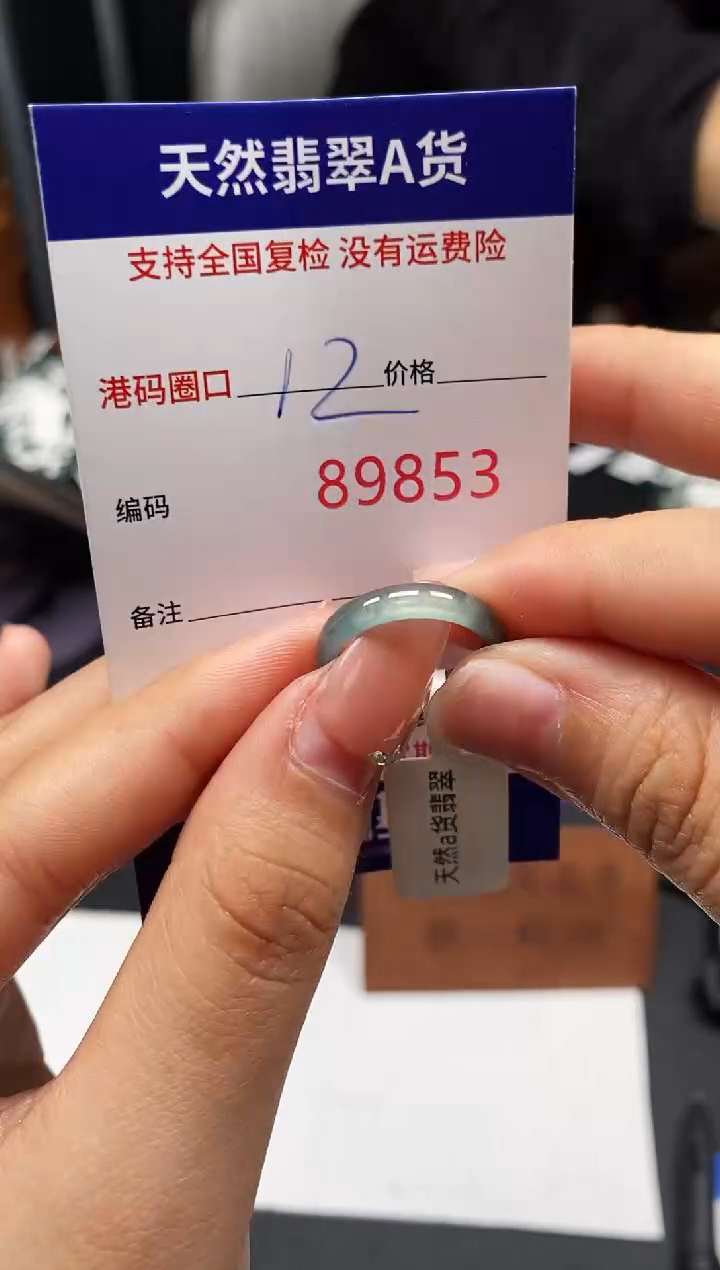 天然翡翠A货
支持全国复检 没有运费险
港码圈口 12 价格
编码 89853
备注
天然a货翡翠